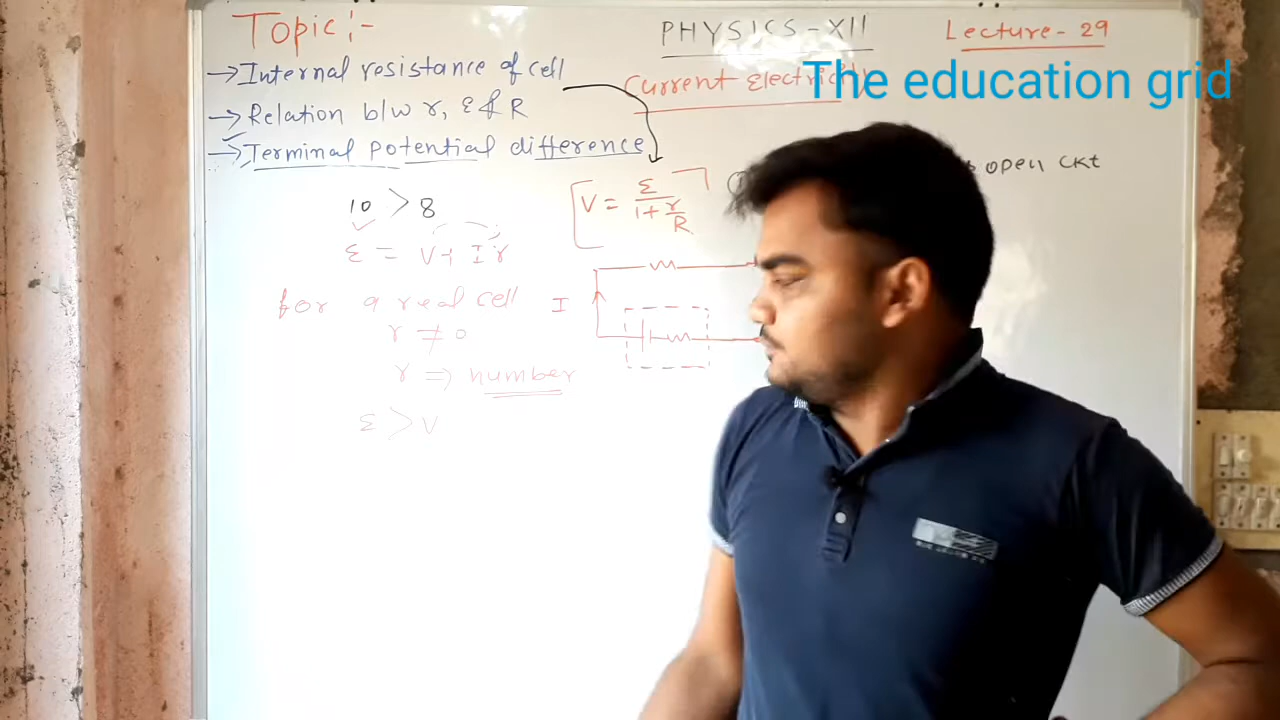 Topic:-
PHYSICS - XII
Lecture - 29
→ Internal resistance of cell
Current Electricity
The education grid
→ Relation b/w r, ε & R
→ Terminal potential difference
open CKT
10 > 8
V = ε / (1 + r/R)
ε = V + Ir
for a real cell
I
r ≠ 0
r ⇒ number
ε > V